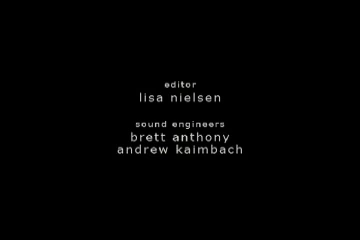 editor
lisa nielsen
sound engineers
brett anthony
andrew kaimbach